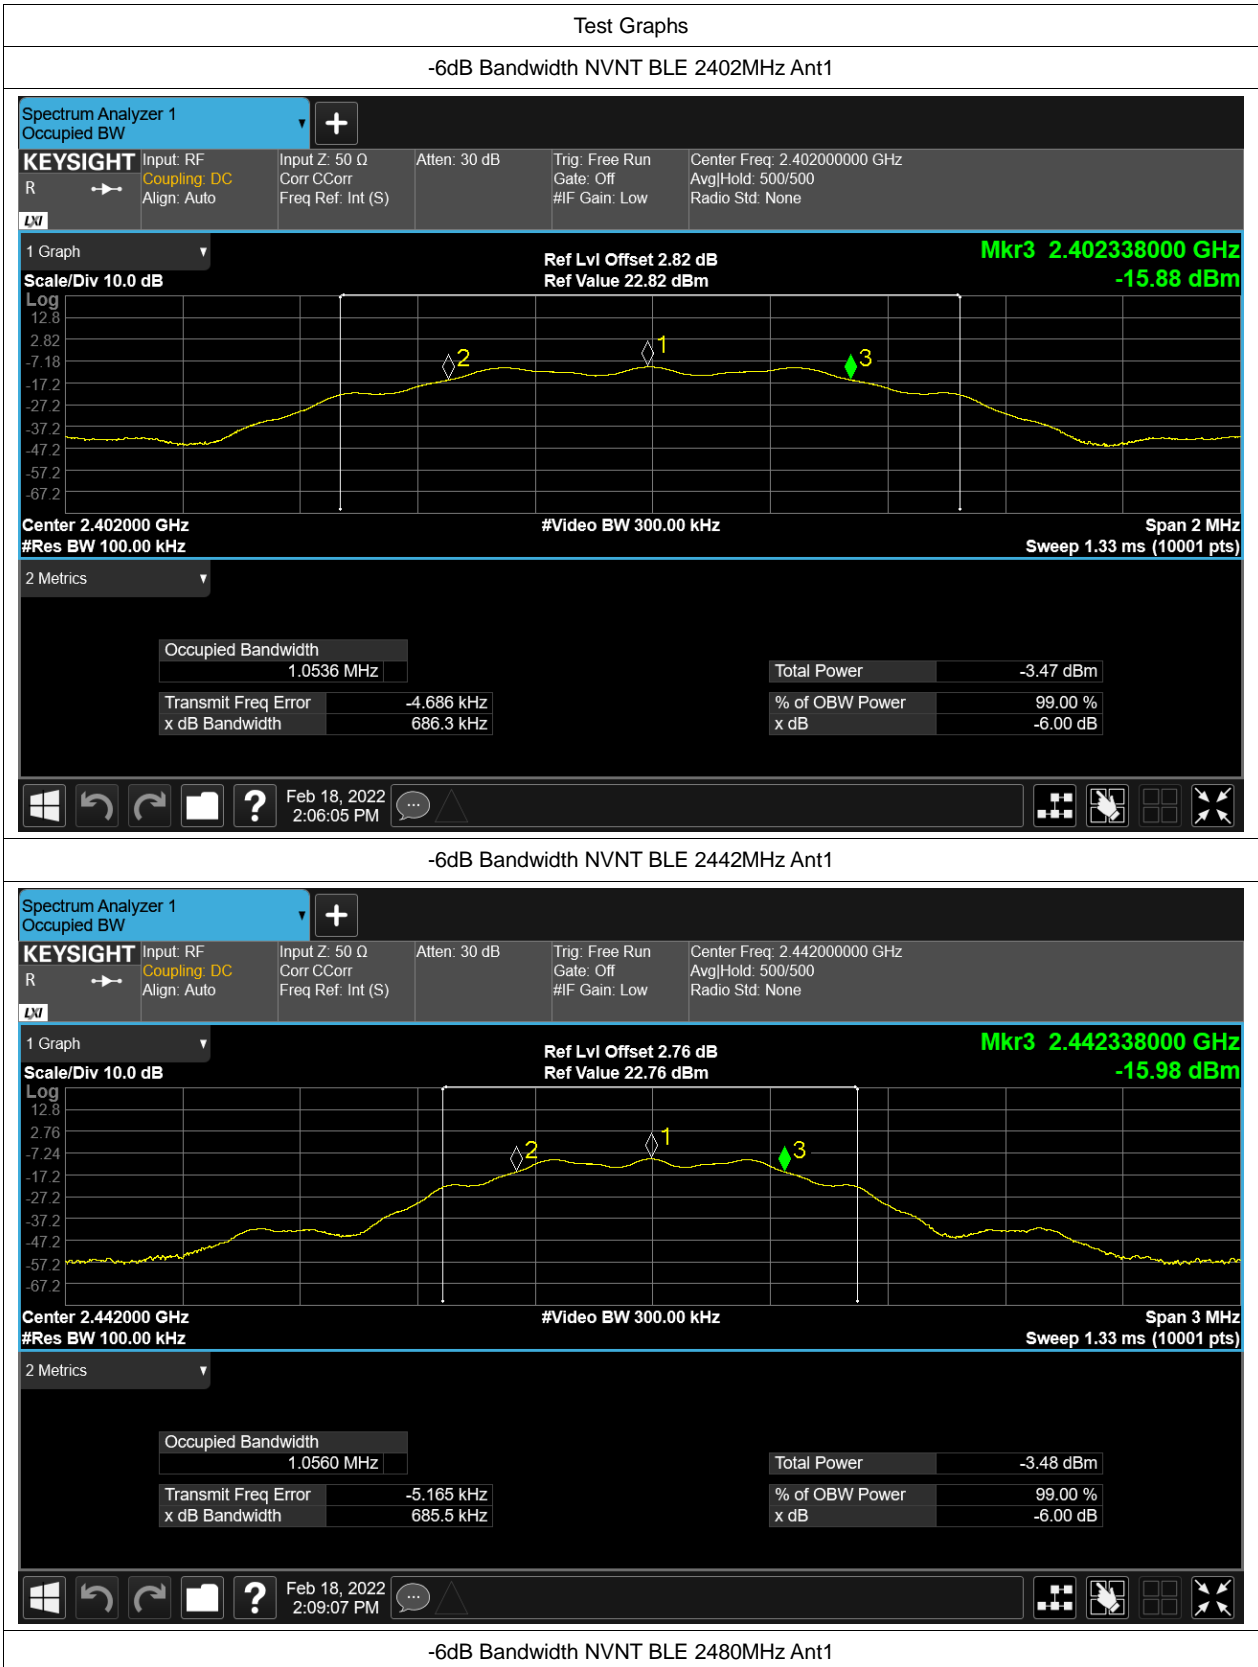 Test Graphs
-6dB Bandwidth NVNT BLE 2402MHz Ant1
Spectrum Analyzer 1
Occupied BW
KEYSIGHT Input: RF Input Z: 50 Ω Atten: 30 dB Trig: Free Run Center Freq: 2.402000000 GHz
R Coupling: DC Corr CCorr Gate: Off Avg|Hold: 500/500
Align: Auto Freq Ref: Int (S) #IF Gain: Low Radio Std: None
LXI
1 Graph Ref Lvl Offset 2.82 dB Mkr3 2.402338000 GHz
Scale/Div 10.0 dB Ref Value 22.82 dBm -15.88 dBm
Log
12.8
2.82
-7.18
-17.2
-27.2
-37.2
-47.2
-57.2
-67.2
2 1 3
Center 2.402000 GHz #Video BW 300.00 kHz Span 2 MHz
#Res BW 100.00 kHz Sweep 1.33 ms (10001 pts)
2 Metrics
Occupied Bandwidth
1.0536 MHz Total Power -3.47 dBm
Transmit Freq Error -4.686 kHz % of OBW Power 99.00 %
x dB Bandwidth 686.3 kHz x dB -6.00 dB
? Feb 18, 2022
2:06:05 PM
-6dB Bandwidth NVNT BLE 2442MHz Ant1
Spectrum Analyzer 1
Occupied BW
KEYSIGHT Input: RF Input Z: 50 Ω Atten: 30 dB Trig: Free Run Center Freq: 2.442000000 GHz
R Coupling: DC Corr CCorr Gate: Off Avg|Hold: 500/500
Align: Auto Freq Ref: Int (S) #IF Gain: Low Radio Std: None
LXI
1 Graph Ref Lvl Offset 2.76 dB Mkr3 2.442338000 GHz
Scale/Div 10.0 dB Ref Value 22.76 dBm -15.98 dBm
Log
12.8
2.76
-7.24
-17.2
-27.2
-37.2
-47.2
-57.2
-67.2
2 1 3
Center 2.442000 GHz #Video BW 300.00 kHz Span 3 MHz
#Res BW 100.00 kHz Sweep 1.33 ms (10001 pts)
2 Metrics
Occupied Bandwidth
1.0560 MHz Total Power -3.48 dBm
Transmit Freq Error -5.165 kHz % of OBW Power 99.00 %
x dB Bandwidth 685.5 kHz x dB -6.00 dB
? Feb 18, 2022
2:09:07 PM
-6dB Bandwidth NVNT BLE 2480MHz Ant1